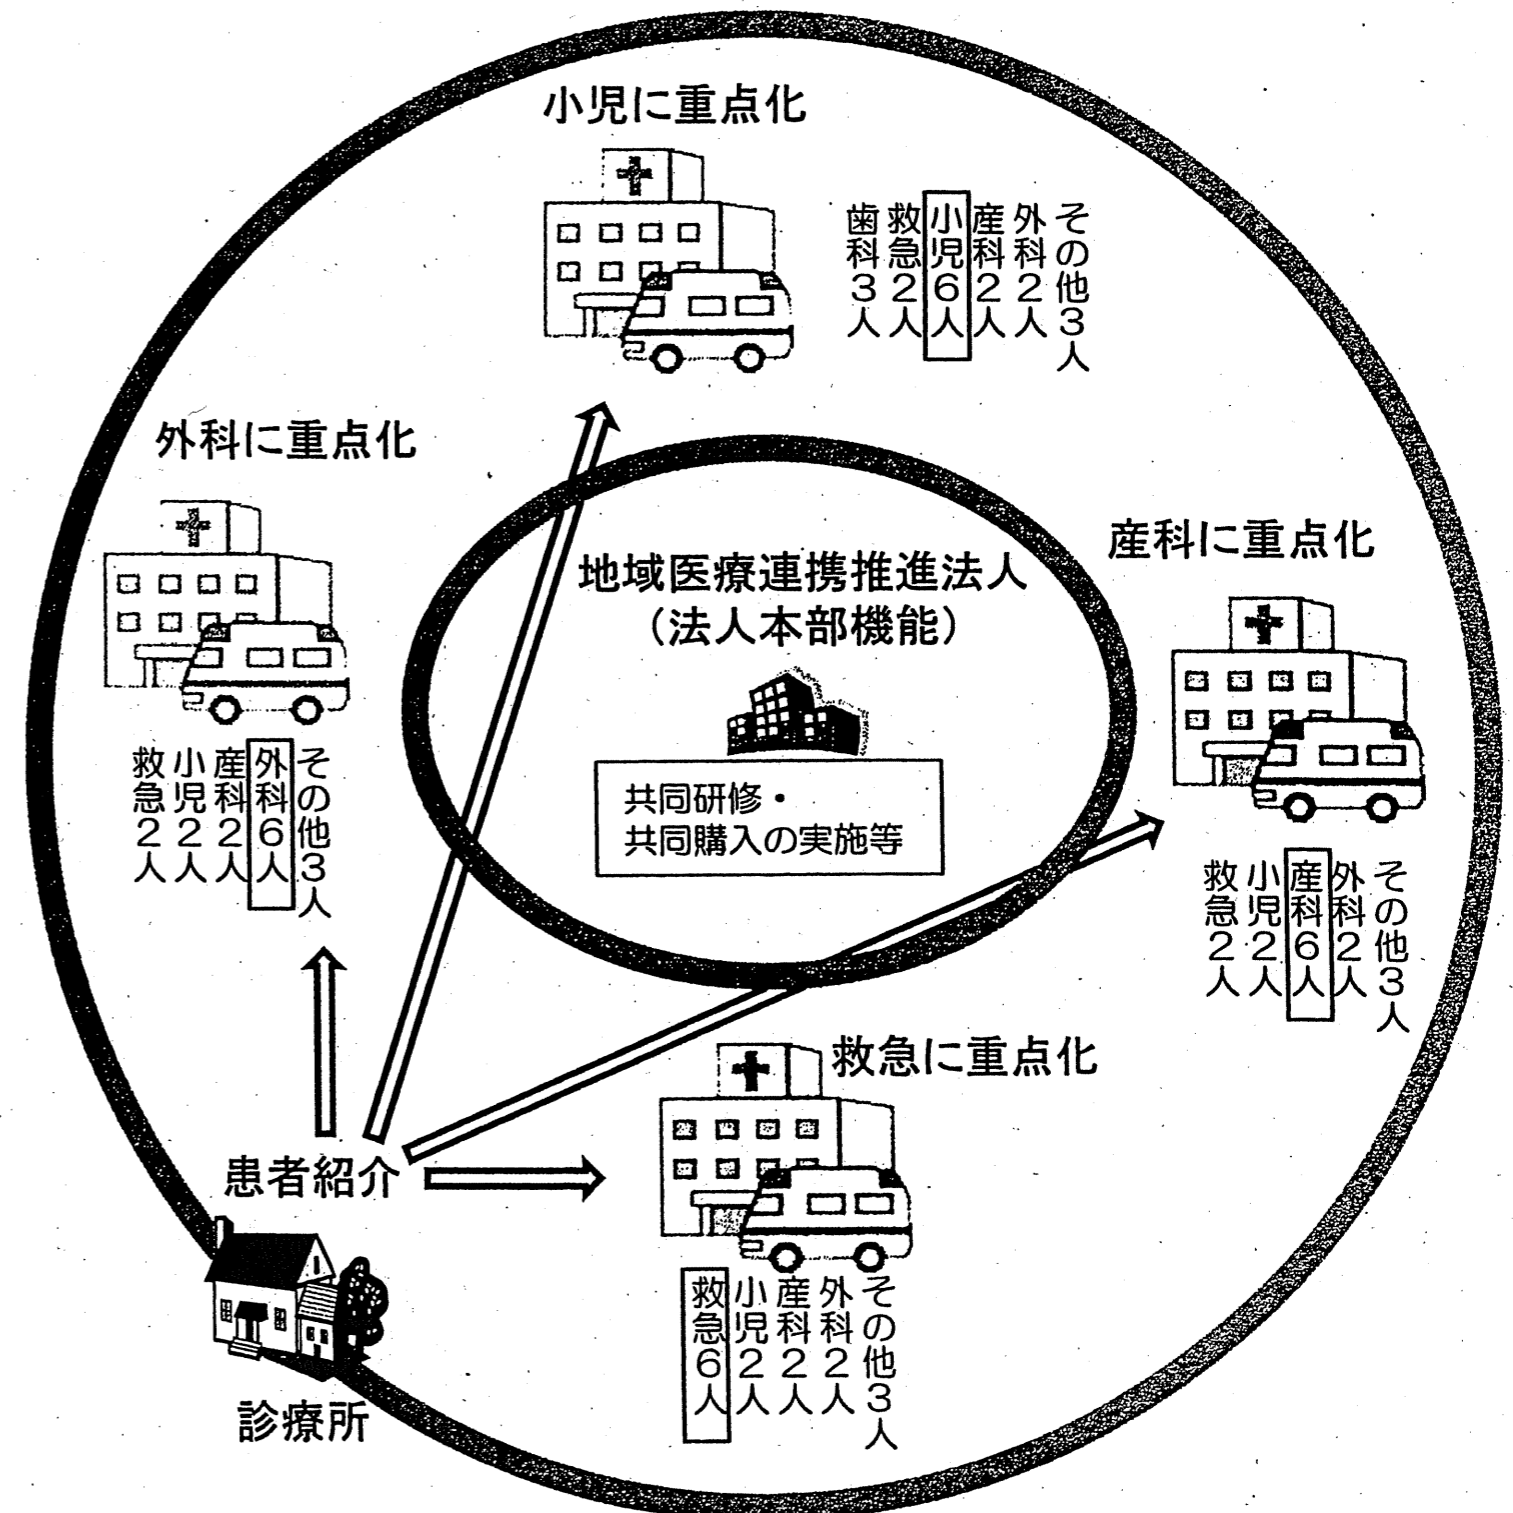 小児に重点化
その他3人
外科2人
産科2人
小児6人
救急2人
歯科3人
外科に重点化
その他3人
外科6人
産科2人
小児2人
救急2人
地域医療連携推進法人
（法人本部機能）
共同研修・
共同購入の実施等
産科に重点化
その他3人
外科2人
産科6人
小児2人
救急2人
救急に重点化
その他3人
外科2人
産科2人
小児2人
救急6人
患者紹介
診療所